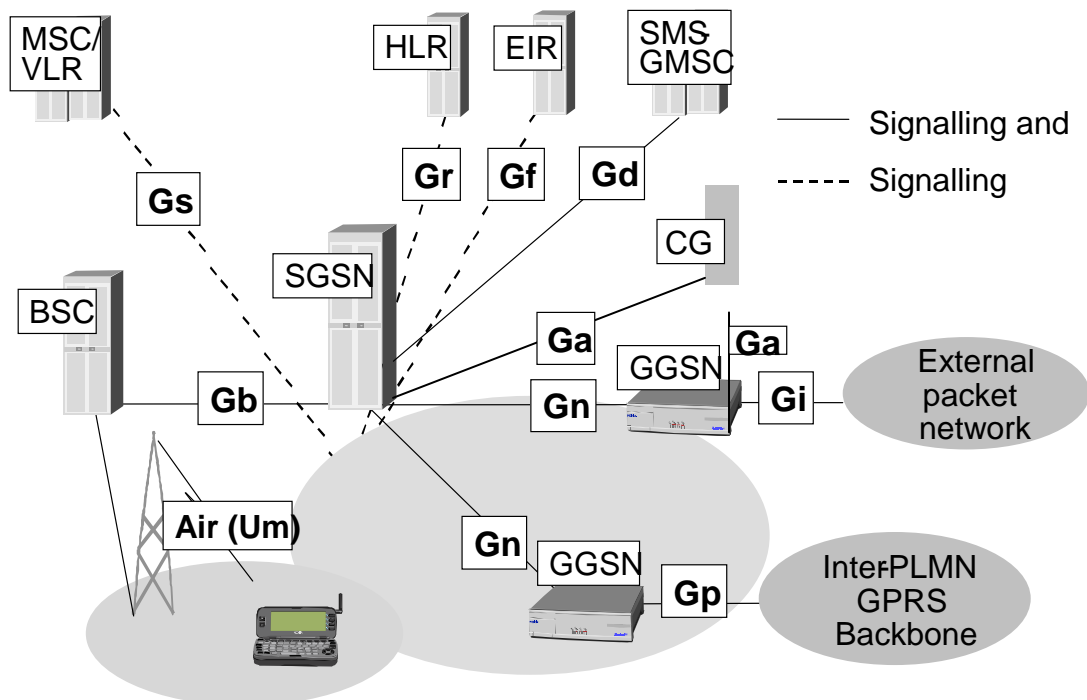 MSC/
VLR
HLR
EIR
SMS-
GMSC
Signalling and
Signalling
Gr
Gf
Gd
Gs
CG
SGSN
BSC
Ga
Ga
GGSN
External
packet
network
Gb
Gn
Gi
Air (Um)
Gn
GGSN
Gp
Inter-PLMN
GPRS
Backbone